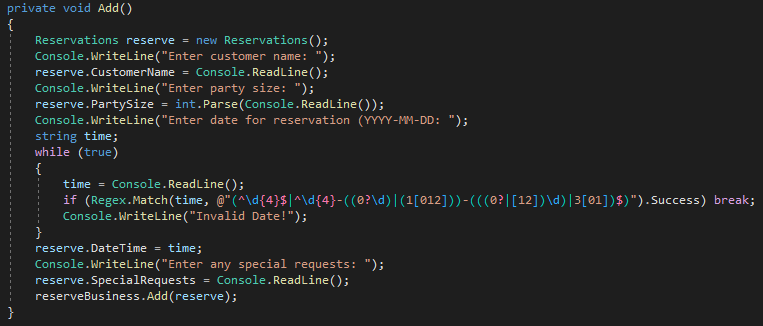 private void Add()
{
Reservations reserve = new Reservations();
Console.WriteLine("Enter customer name: ");
reserve.CustomerName = Console.ReadLine();
Console.WriteLine("Enter party size: ");
reserve.PartySize = int.Parse(Console.ReadLine());
Console.WriteLine("Enter date for reservation (YYYY-MM-DD: ");
string time;
while (true)
{
time = Console.ReadLine();
if (Regex.Match(time, @"(^\d{4}$|^\d{4}-((0?\d)|(1[012]))-(((0?|[12])\d)|3[01])$)").Success) break;
Console.WriteLine("Invalid Date!");
}
reserve.DateTime = time;
Console.WriteLine("Enter any special requests: ");
reserve.SpecialRequests = Console.ReadLine();
reserveBusiness.Add(reserve);
}